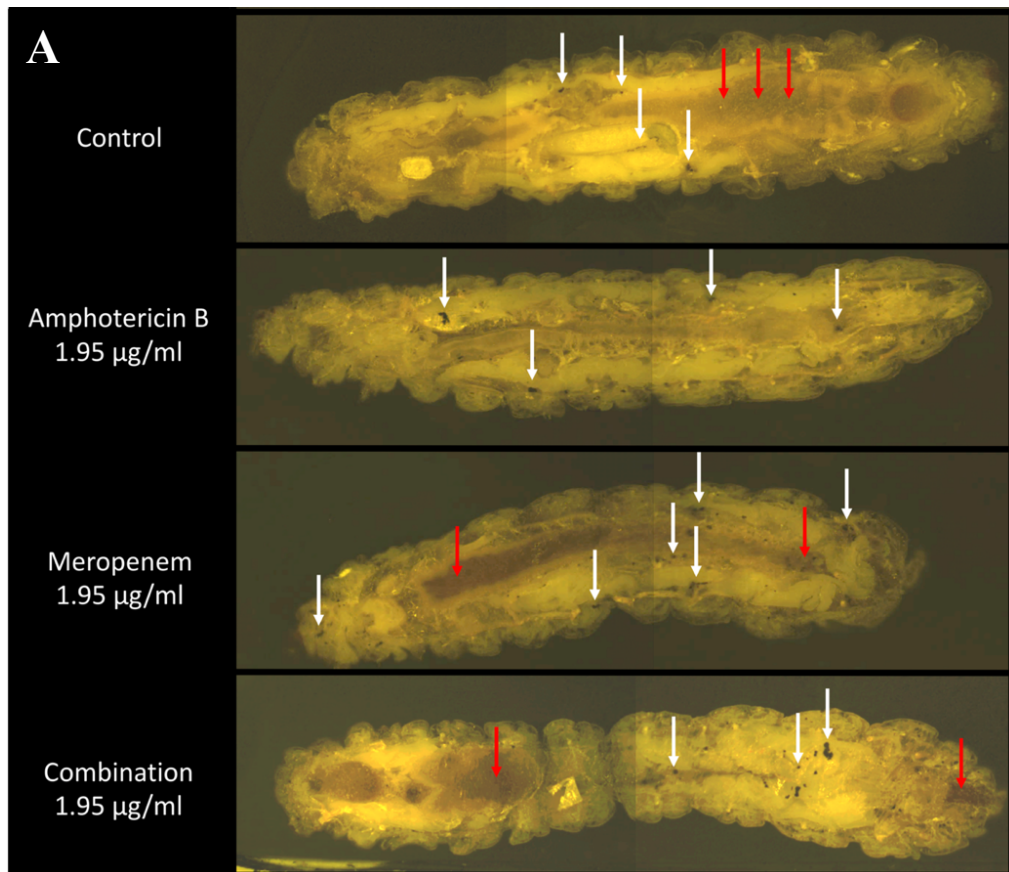 A
Control
Amphotericin B
1.95 µg/ml
Meropenem
1.95 µg/ml
Combination
1.95 µg/ml